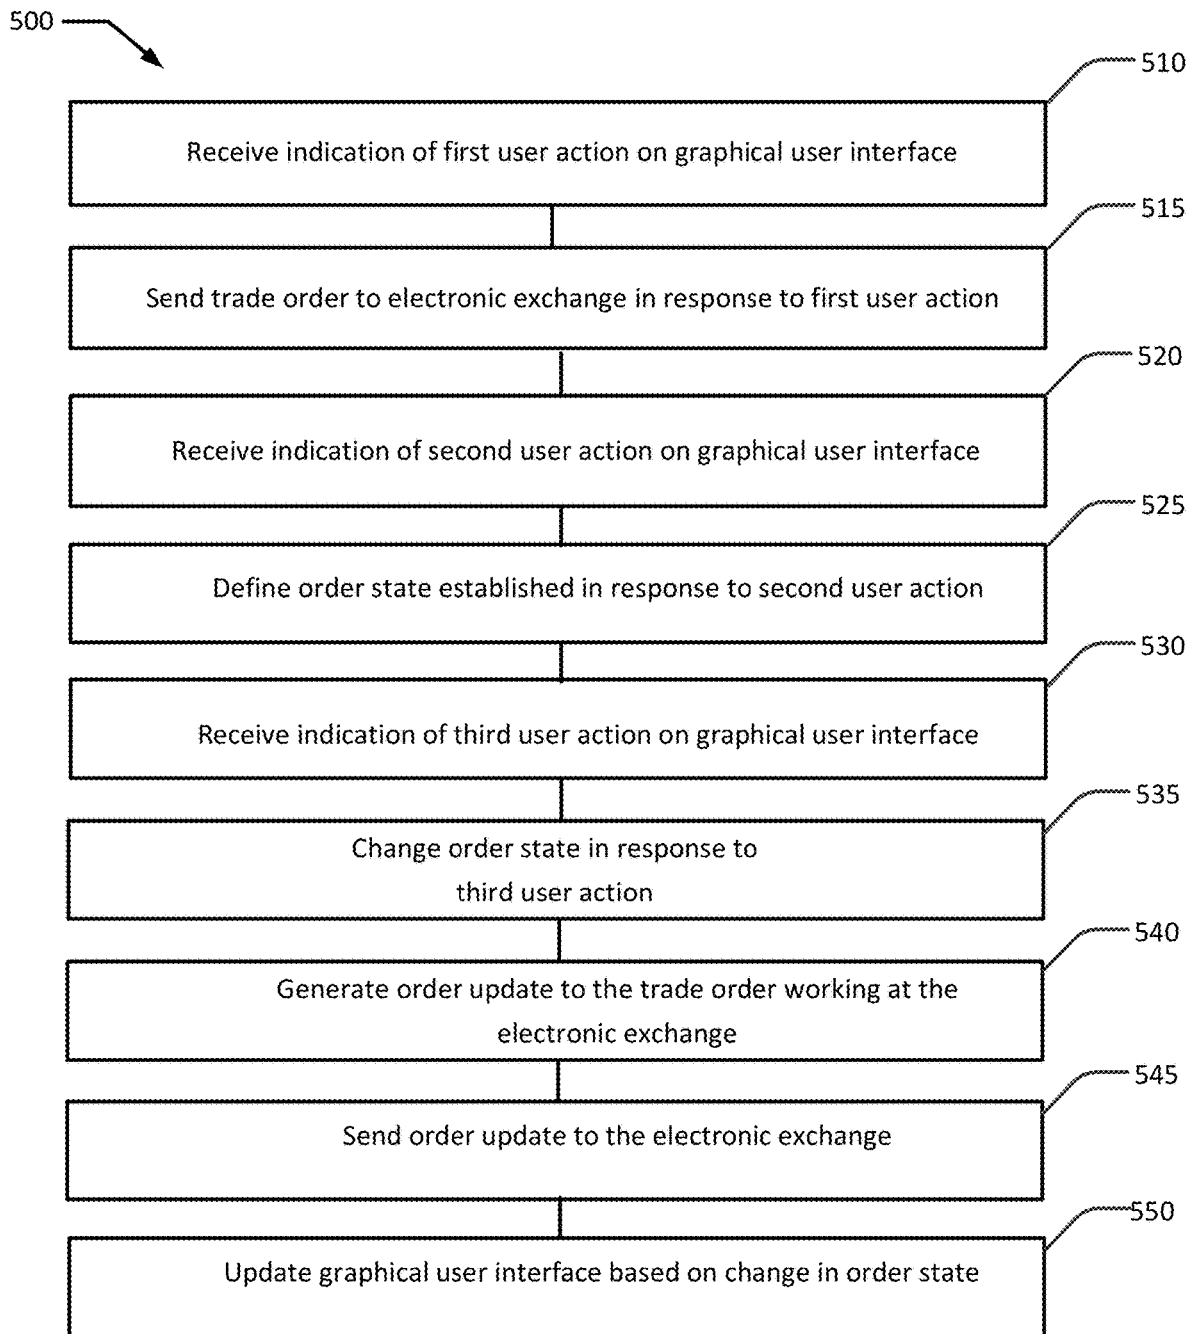 500
510
Receive indication of first user action on graphical user interface
515
Send trade order to electronic exchange in response to first user action
520
Receive indication of second user action on graphical user interface
525
Define order state established in response to second user action
530
Receive indication of third user action on graphical user interface
535
Change order state in response to
third user action
540
Generate order update to the trade order working at the
electronic exchange
545
Send order update to the electronic exchange
550
Update graphical user interface based on change in order state